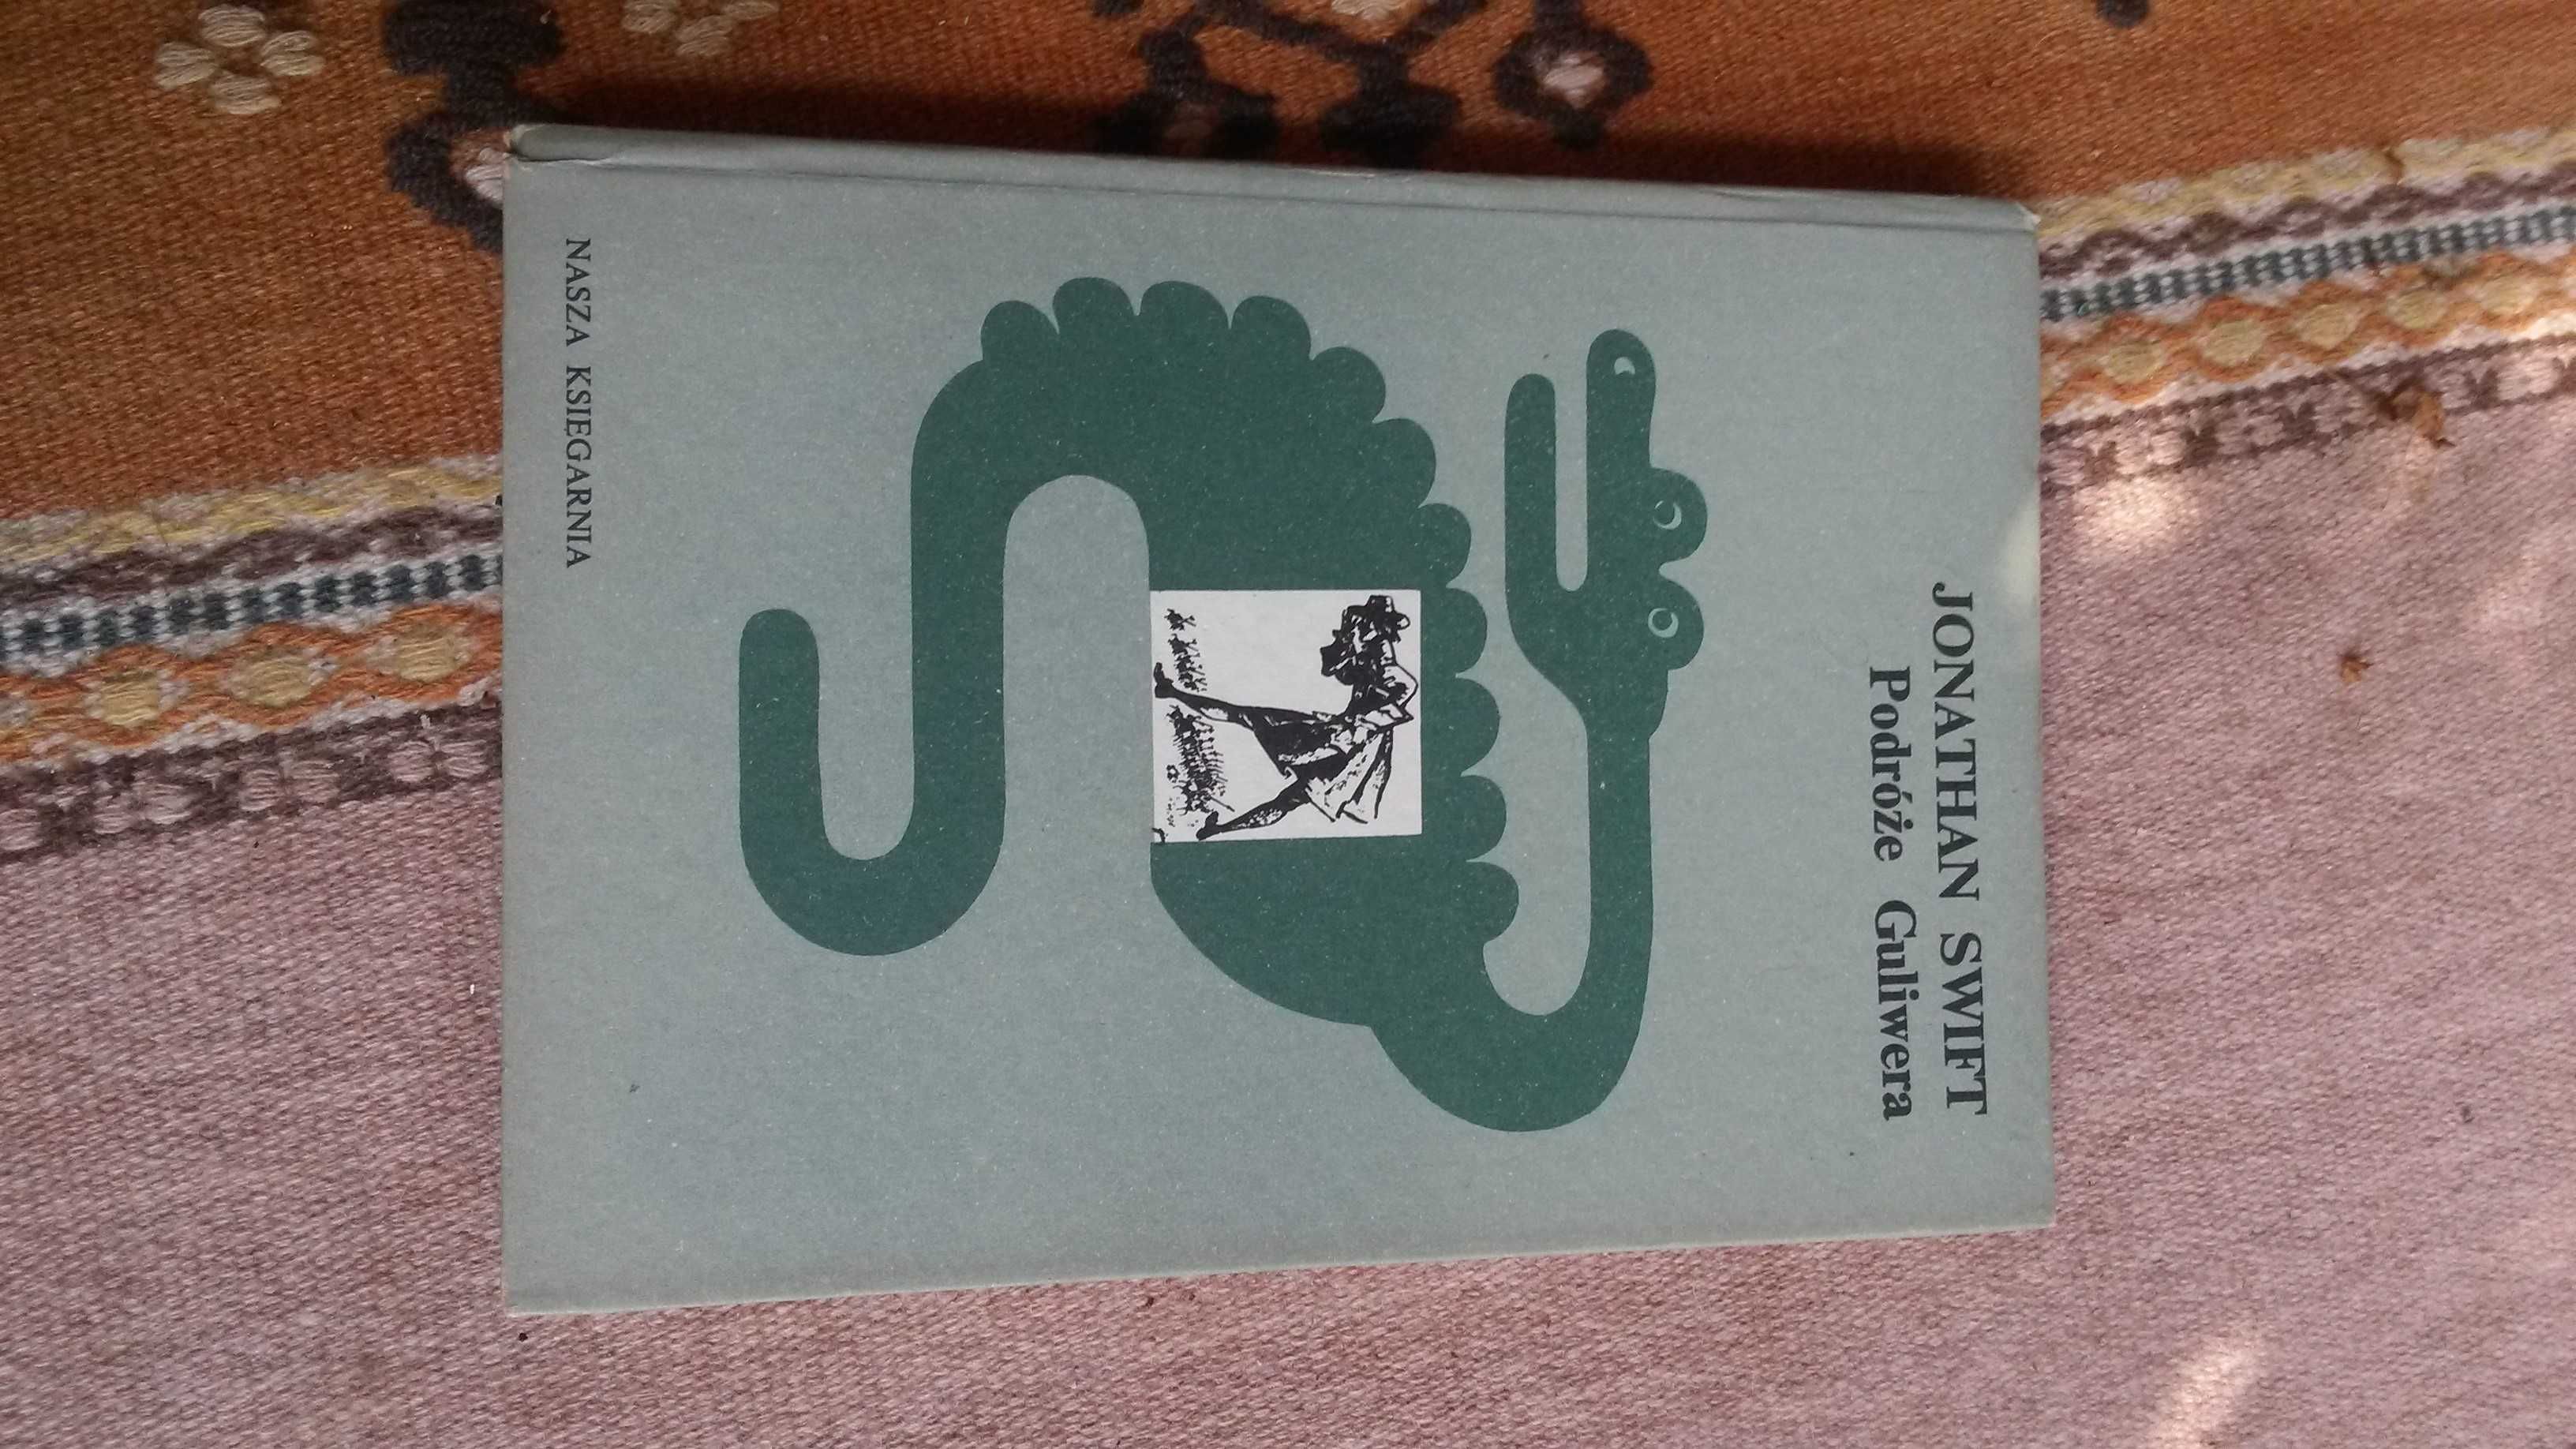 JONATHAN SWIFT
Podróże Guliwera
NASZA KSIĘGARNIA